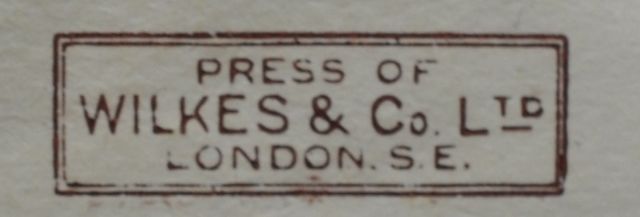 PRESS OF
WILKES & Co. LTD
LONDON. S.E.